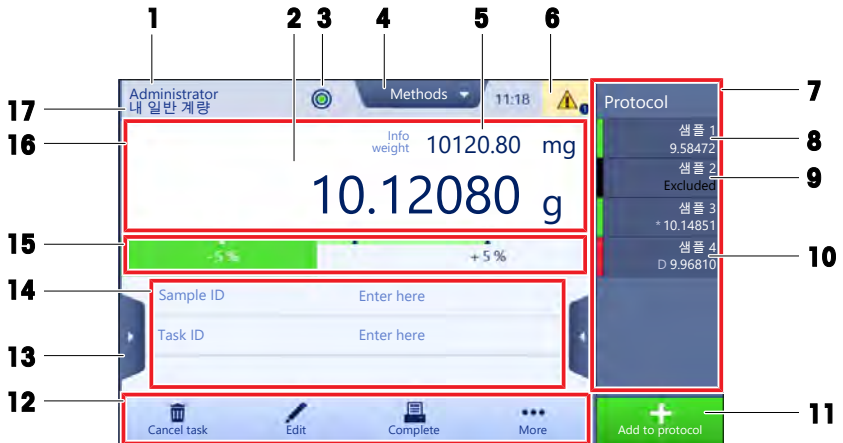 1
2
3
4
5
6
7
8
9
10
11
12
13
14
15
16
17
Administrator
내 일반 계량
Methods
11:18
Info
weight
10120.80 mg
10.12080 g
-5 %
+5 %
Sample ID Enter here
Task ID Enter here
Cancel task
Edit
Complete
More
Protocol
샘플 1
9.58472
샘플 2
Excluded
샘플 3
* 10.14851
샘플 4
D 9.96810
Add to protocol